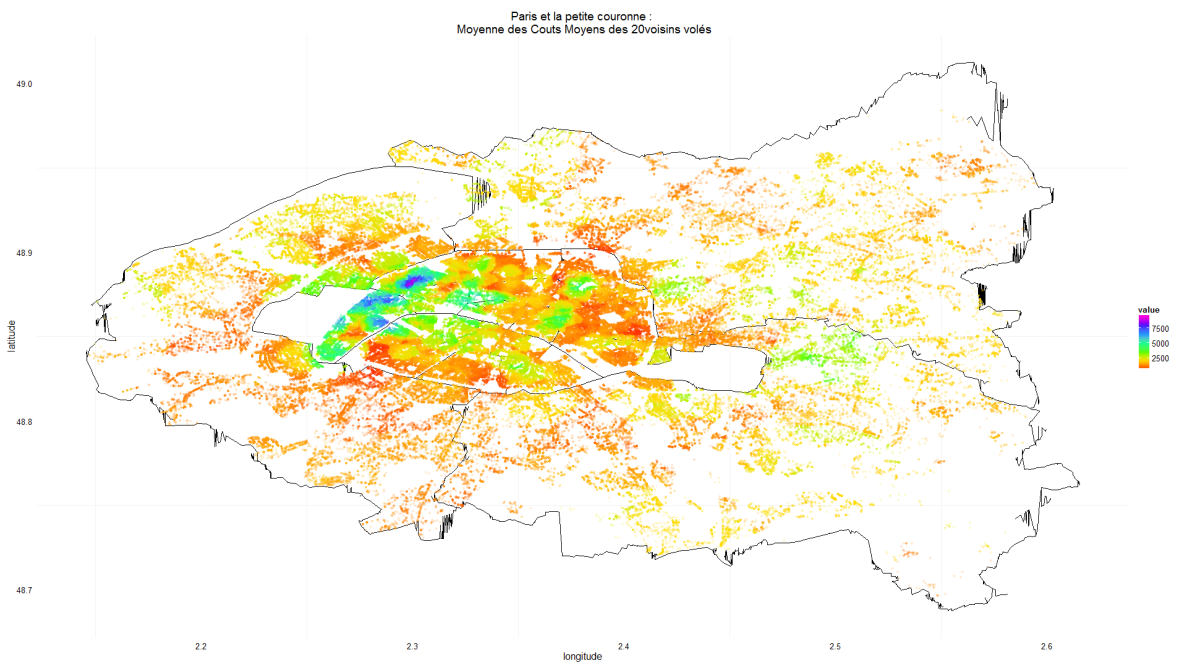 Paris et la petite couronne :
Moyenne des Couts Moyens des 20voisins volés
49.0
48.9
48.8
48.7
latitude
value
7500
5000
2500
2.2
2.3
2.4
2.5
2.6
longitude